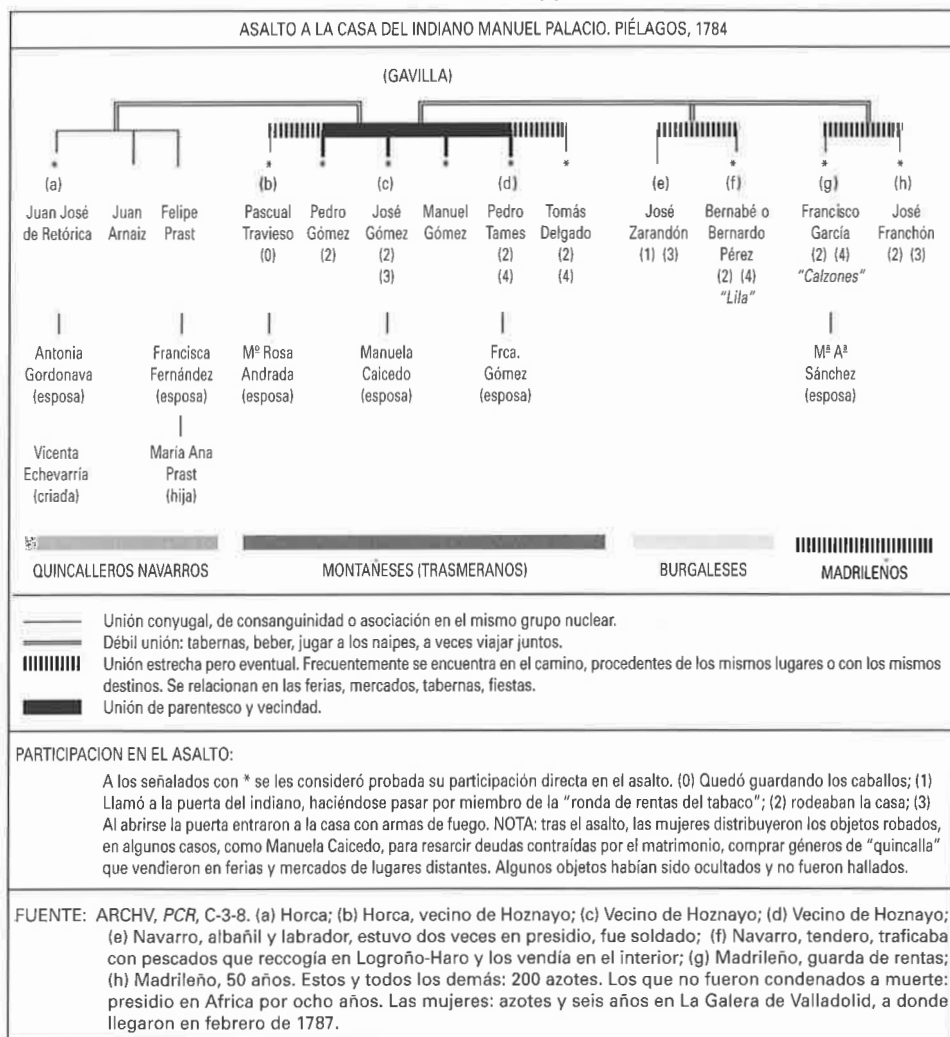 ASALTO A LA CASA DEL INDIANO MANUEL PALACIO. PIÉLAGOS, 1784
(GAVILLA)
* * * * * * * * * *
(a) (b) (c) (d) (e) (f) (g) (h)
Juan José Juan Felipe Pascual Pedro José Manuel Pedro Tomás José Bernabé o Francisco José
de Retórica Arnaiz Prast Travieso Gómez Gómez Gómez Tames Delgado Zarandón Bernardo García Franchón
(0) (2) (2) (2) (2) (1) (3) Pérez (2) (4) (2) (3)
(3) (4) (4) (2) (4) "Calzones"
"Lila"
Antonia Francisca Mº Rosa Manuela Frca. Mª Aª
Gordonava Fernández Andrada Caicedo Gómez Sánchez
(esposa) (esposa) (esposa) (esposa) (esposa) (esposa)
Vicenta María Ana
Echevarría Prast
(criada) (hija)
QUINCALLEROS NAVARROS MONTAÑESES (TRASMERANOS) BURGALESES MADRILEÑOS
Unión conyugal, de consanguinidad o asociación en el mismo grupo nuclear.
Débil unión: tabernas, beber, jugar a los naipes, a veces viajar juntos.
Unión estrecha pero eventual. Frecuentemente se encuentra en el camino, procedentes de los mismos lugares o con los mismos
destinos. Se relacionan en las ferias, mercados, tabernas, fiestas.
Unión de parentesco y vecindad.
PARTICIPACION EN EL ASALTO:
A los señalados con * se les consideró probada su participación directa en el asalto. (0) Quedó guardando los caballos; (1)
Llamó a la puerta del indiano, haciéndose pasar por miembro de la "ronda de rentas del tabaco"; (2) rodeaban la casa; (3)
Al abrirse la puerta entraron a la casa con armas de fuego. NOTA: tras el asalto, las mujeres distribuyeron los objetos robados,
en algunos casos, como Manuela Caicedo, para resarcir deudas contraídas por el matrimonio, comprar géneros de "quincalla"
que vendieron en ferias y mercados de lugares distantes. Algunos objetos habían sido ocultados y no fueron hallados.
FUENTE: ARCHV, PCR, C-3-8. (a) Horca; (b) Horca, vecino de Hoznayo; (c) Vecino de Hoznayo; (d) Vecino de Hoznayo;
(e) Navarro, albañil y labrador, estuvo dos veces en presidio, fue soldado; (f) Navarro, tendero, traficaba
con pescados que reccogía en Logroño-Haro y los vendía en el interior; (g) Madrileño, guarda de rentas;
(h) Madrileño, 50 años. Estos y todos los demás: 200 azotes. Los que no fueron condenados a muerte:
presidio en Africa por ocho años. Las mujeres: azotes y seis años en La Galera de Valladolid, a donde
llegaron en febrero de 1787.